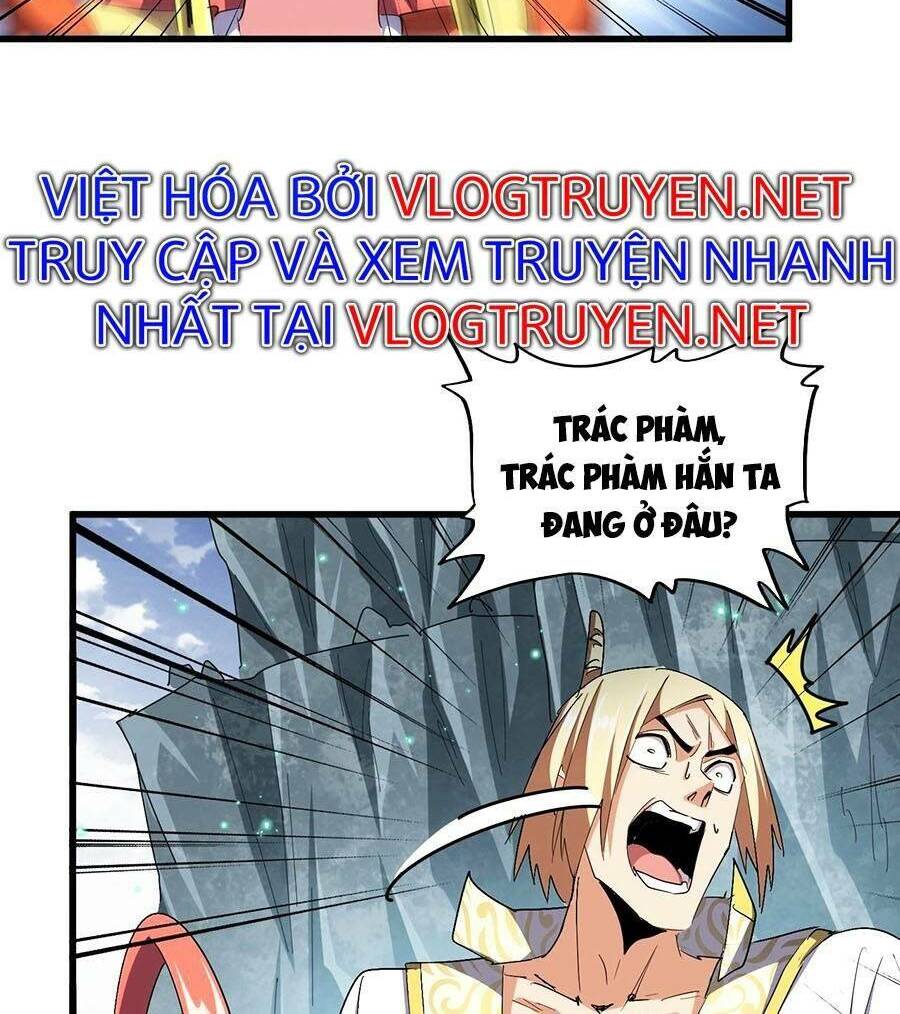 VIỆT HÓA BỞI VLOGTRUYEN.NET
TRUY CẬP VÀ XEM TRUYỆN NHANH
NHẤT TẠI VLOGTRUYEN.NET
TRÁC PHÀM,
TRÁC PHÀM HẮN TA
ĐANG Ở ĐÂU?